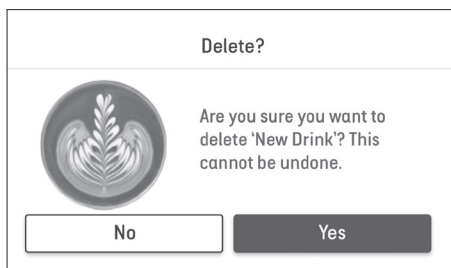 Delete?
Are you sure you want to
delete ‘New Drink’? This
cannot be undone.
No
Yes